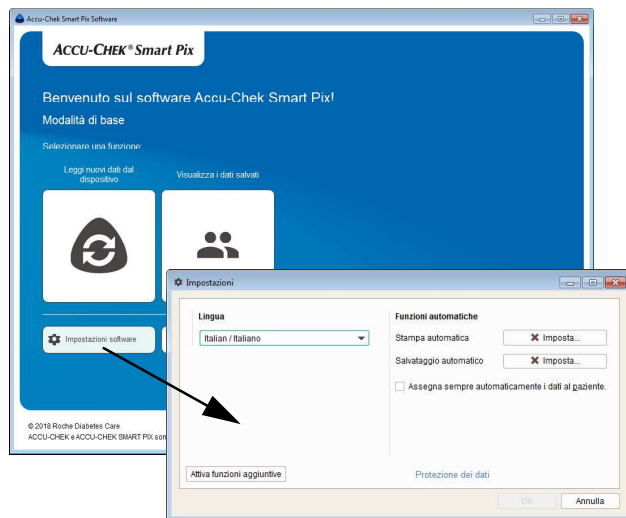 Accu-Chek Smart Pix Software
ACCU-CHEK® Smart Pix
Benvenuto sul software Accu-Chek Smart Pix!
Modalità di base
Selezionare una funzione:
Leggi nuovi dati dal
dispositivo
Visualizza i dati salvati
Impostazioni software
© 2018 Roche Diabetes Care
ACCU-CHEK e ACCU-CHEK SMART PIX son
Impostazioni
Lingua
Italian / Italiano
Funzioni automatiche
Stampa automatica
Imposta...
Salvataggio automatico
Imposta...
Assegna sempre automaticamente i dati al paziente.
Attiva funzioni aggiuntive
Protezione dei dati
OK
Annulla